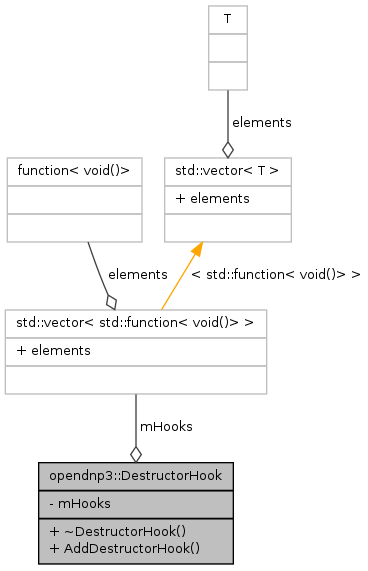 T
elements
function< void()>
std::vector< T >
+ elements
elements
< std::function< void()> >
std::vector< std::function< void()> >
+ elements
mHooks
opendnp3::DestructorHook
- mHooks
+ ~DestructorHook()
+ AddDestructorHook()